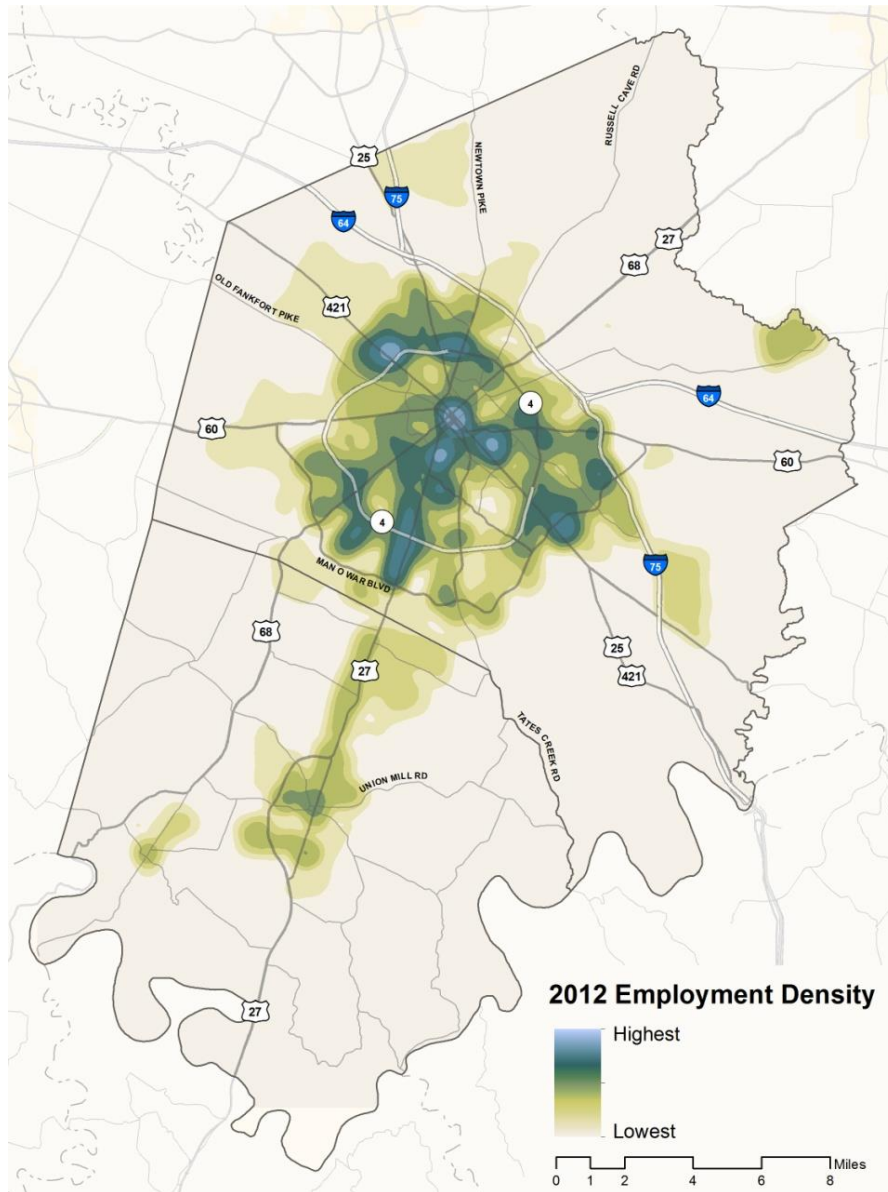 RUSSELL CAVE RD
25
NEWTOWN PIKE
75
64
27
68
OLD FANKFORT PIKE
421
4
64
60
60
4
75
MAN O WAR BLVD
68
25
27
421
TATES CREEK RD
UNION MILL RD
27
2012 Employment Density
Highest
Lowest
Miles
0 1 2 4 6 8